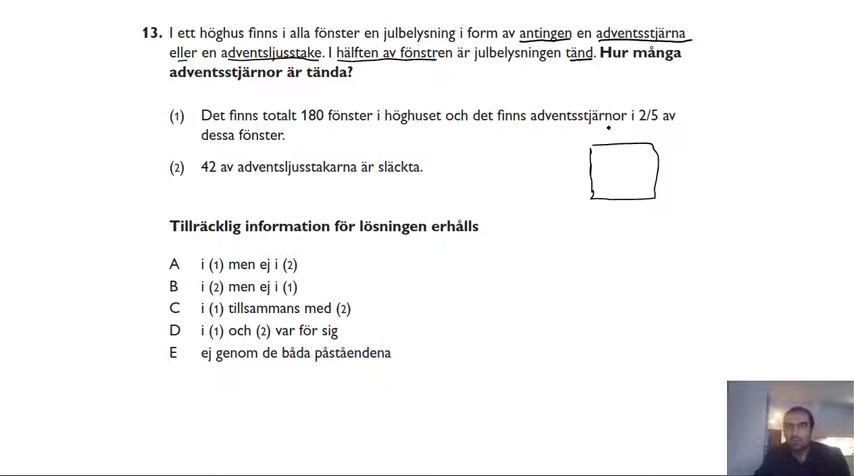 13. I ett höghus finns i alla fönster en julbelysning i form av antingen en adventsstjärna
eller en adventsljusstake. I hälften av fönstren är julbelysningen tänd. Hur många
adventsstjärnor är tända?
(1) Det finns totalt 180 fönster i höghuset och det finns adventsstjärnor i 2/5 av
dessa fönster.
(2) 42 av adventsljusstakarna är släckta.
Tillräcklig information för lösningen erhålls
A i (1) men ej i (2)
B i (2) men ej i (1)
C i (1) tillsammans med (2)
D i (1) och (2) var för sig
E ej genom de båda påståendena